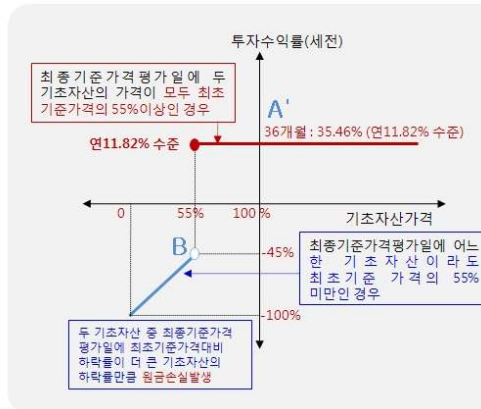 투자수익률(세전)
최종기준가격평가일에 두
기초자산의 가격이 모두 최초
기준가격의 55%이상인 경우
A'
36개월 : 35.46% (연11.82% 수준)
연11.82% 수준
0
55%
100 %
기초자산가격
B
-45%
최종기준가격평가일에 어느
한 기초자산이라도
최초기준 가격의 55%
미만인 경우
-100%
두 기초자산 중 최종기준가격
평가일에 최초기준가격대비
하락률이 더 큰 기초자산의
하락률만큼 원금손실발생